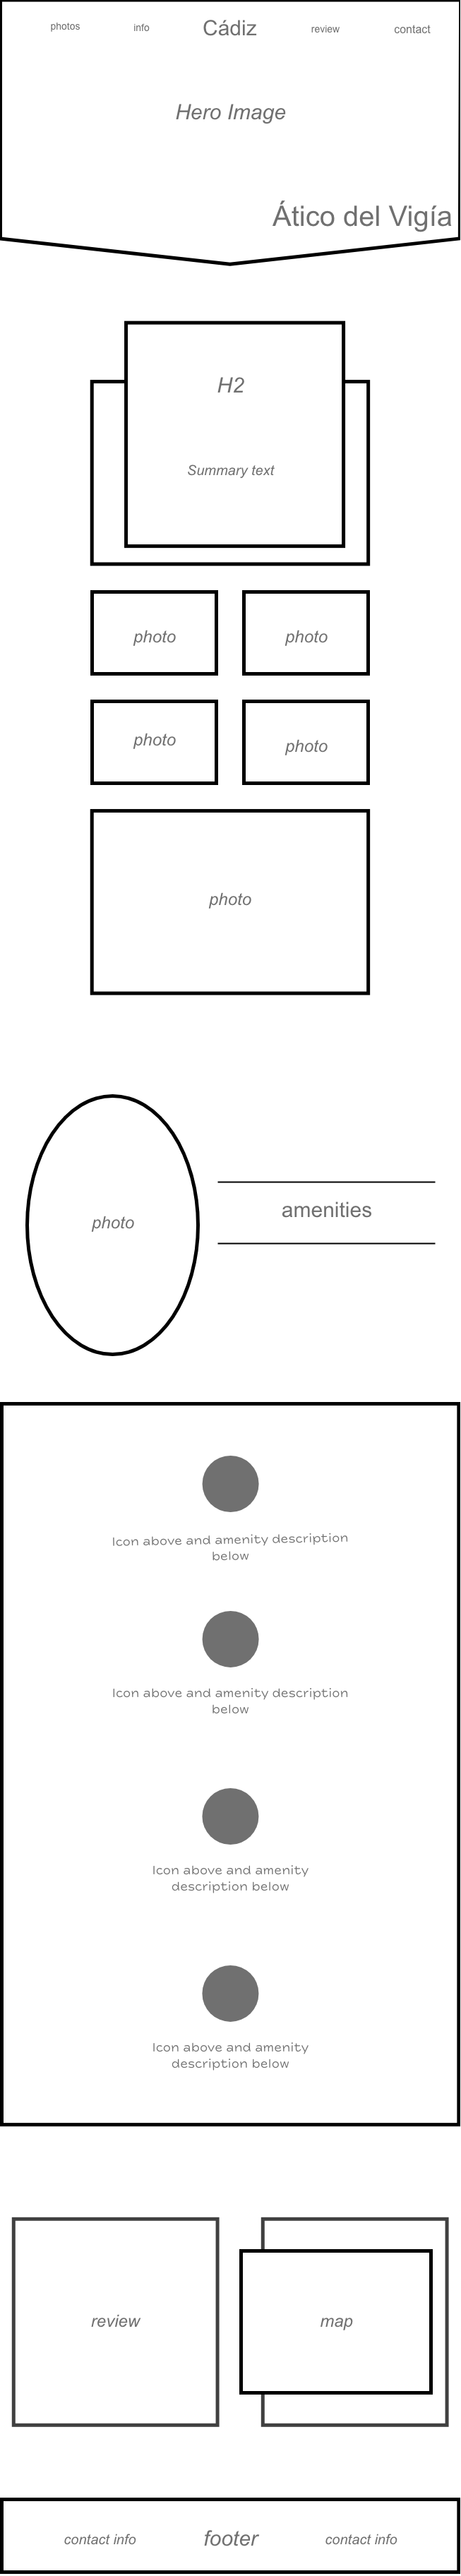 photos info Cádiz review contact
Hero Image
Ático del Vigía
H2
Summary text
photo photo
photo photo
photo
photo
amenities
Icon above and amenity description
below
Icon above and amenity description
below
Icon above and amenity
description below
Icon above and amenity
description below
review map
contact info footer contact info